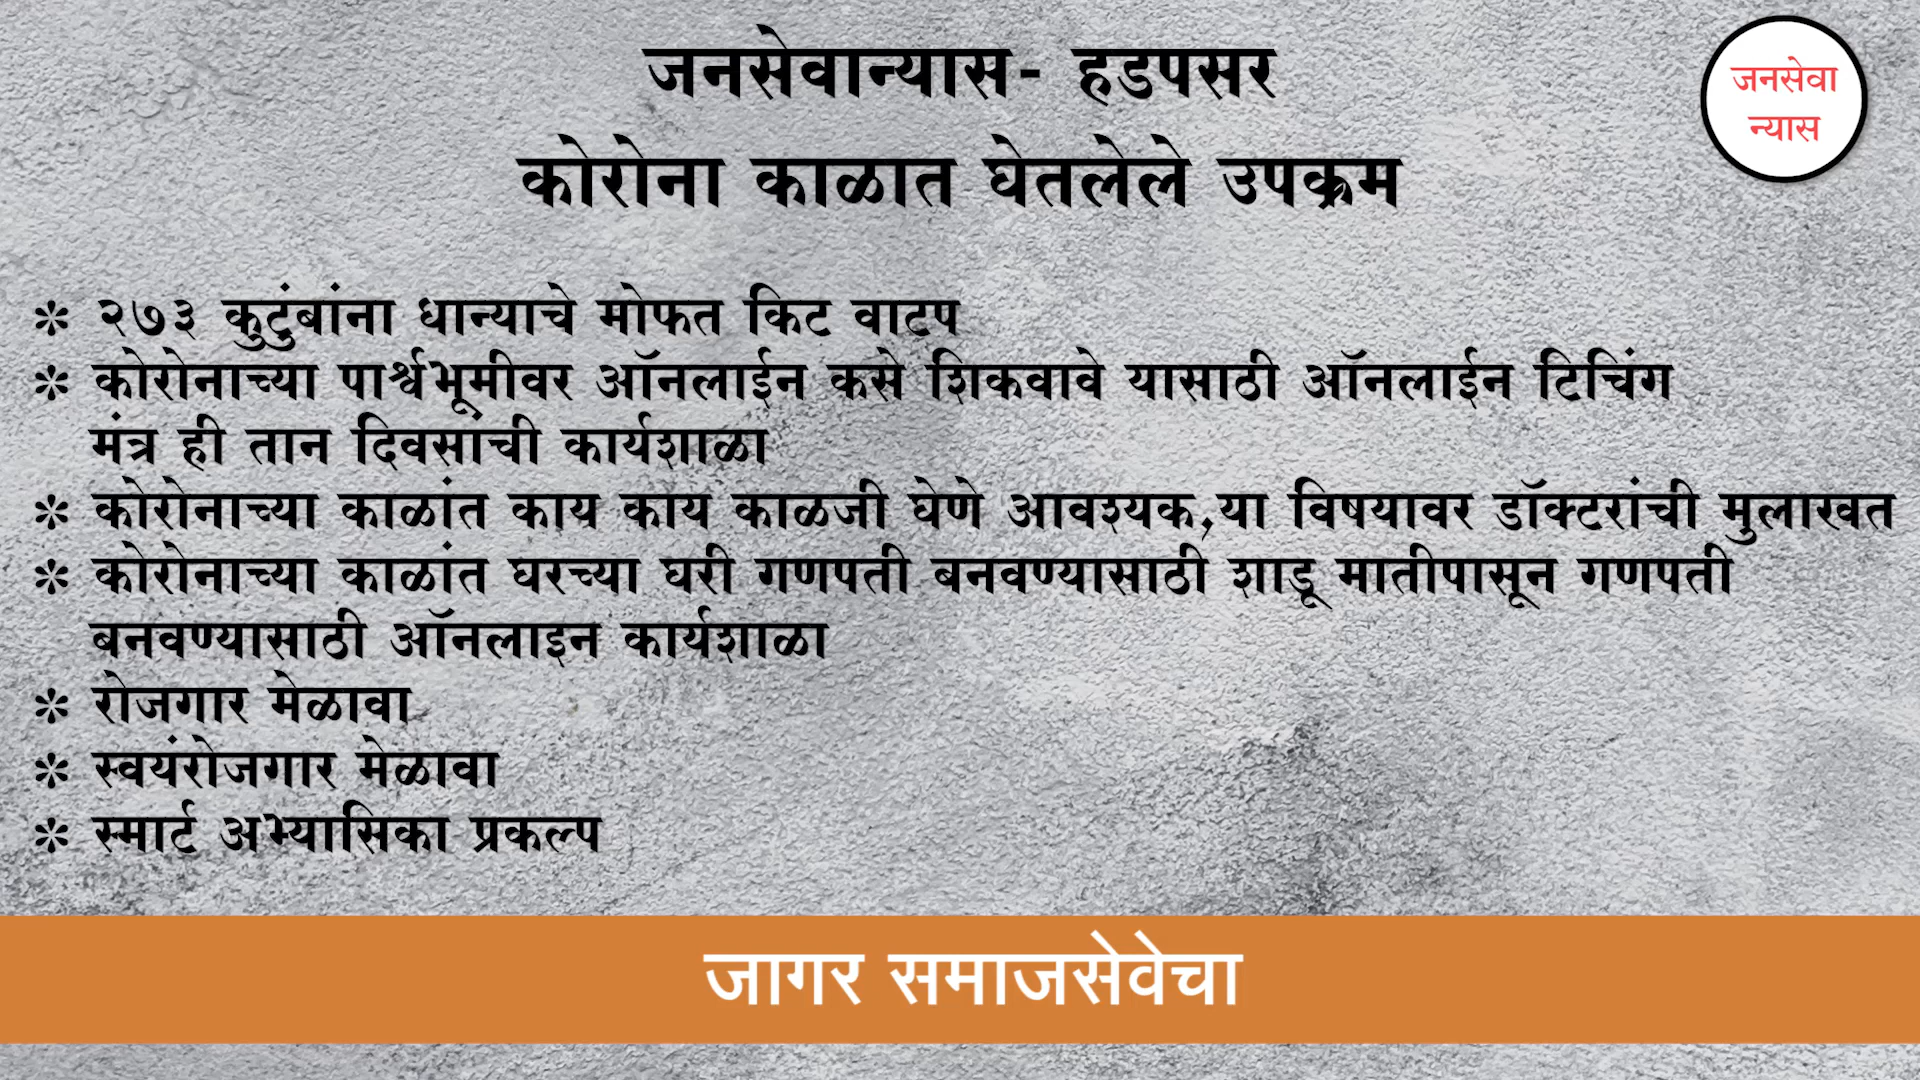 जनसेवान्यास- हडपसर
कोरोना काळात घेतलेले उपक्रम
जनसेवा
न्यास
* २७३ कुटुंबांना धान्याचे मोफत किट वाटप
* कोरोनाच्या पार्श्वभूमीवर ऑनलाईन कसे शिकवावे यासाठी ऑनलाईन टिचिंग
मंत्र ही तान दिवसांची कार्यशाळा
* कोरोनाच्या काळांत काय काय काळजी घेणे आवश्यक,या विषयावर डॉक्टरांची मुलाखत
* कोरोनाच्या काळांत घरच्या घरी गणपती बनवण्यासाठी शाडू मातीपासून गणपती
बनवण्यासाठी ऑनलाइन कार्यशाळा
* रोजगार मेळावा
* स्वयंरोजगार मेळावा
* स्मार्ट अभ्यासिका प्रकल्प
जागर समाजसेवेचा